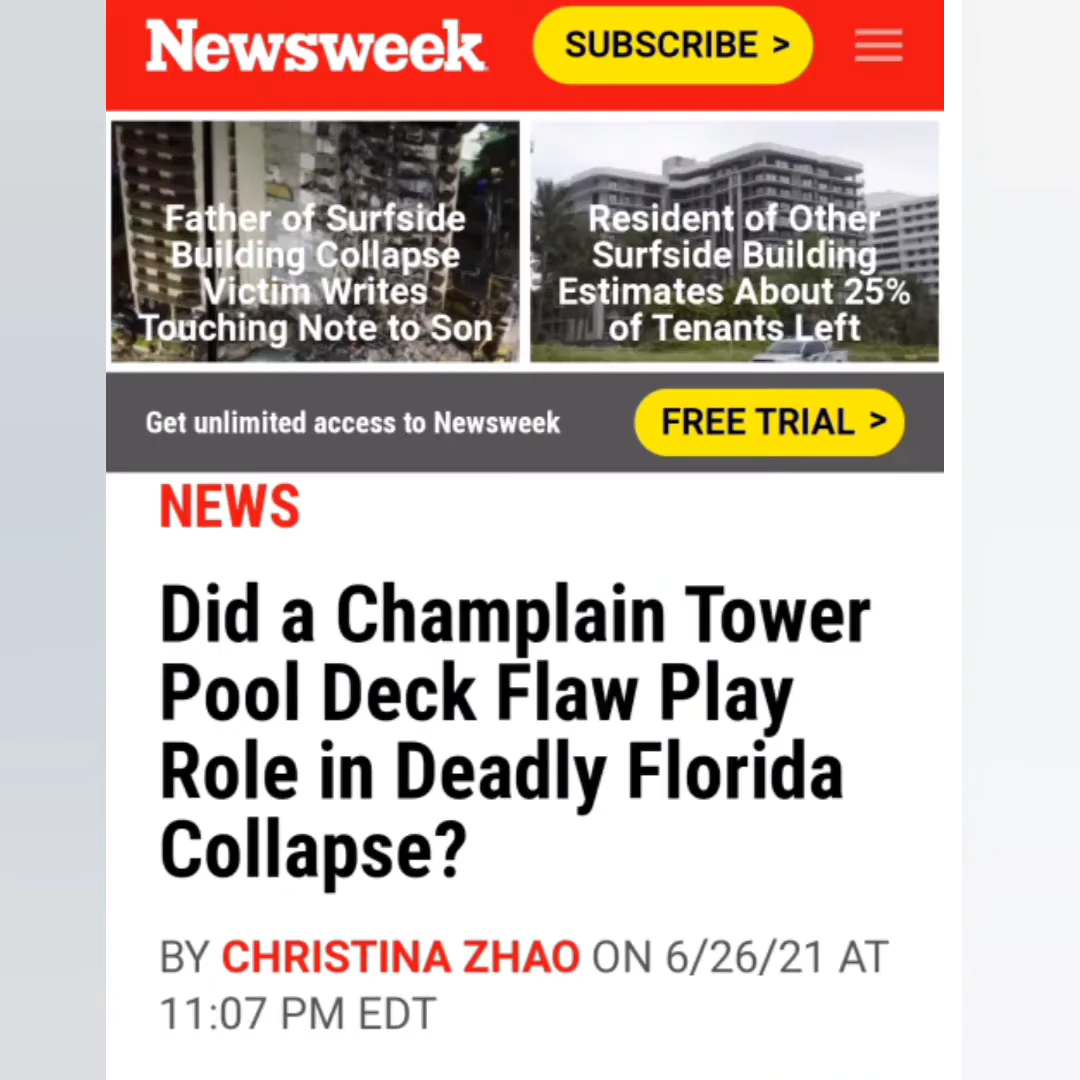 Newsweek
SUBSCRIBE >
Father of Surfside
Building Collapse
Victim Writes
Touching Note to Son
Resident of Other
Surfside Building
Estimates About 25%
of Tenants Left
Get unlimited access to Newsweek
FREE TRIAL >
NEWS
Did a Champlain Tower
Pool Deck Flaw Play
Role in Deadly Florida
Collapse?
BY CHRISTINA ZHAO ON 6/26/21 AT
11:07 PM EDT